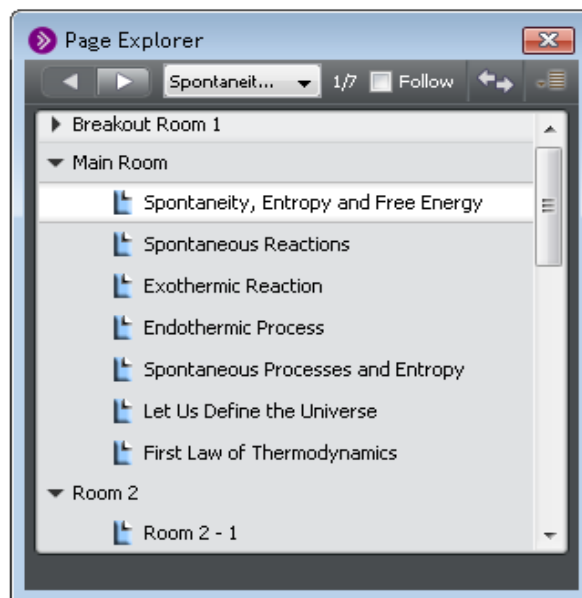 Page Explorer
Spontaneit... 1/7 Follow
Breakout Room 1
Main Room
Spontaneity, Entropy and Free Energy
Spontaneous Reactions
Exothermic Reaction
Endothermic Process
Spontaneous Processes and Entropy
Let Us Define the Universe
First Law of Thermodynamics
Room 2
Room 2 - 1